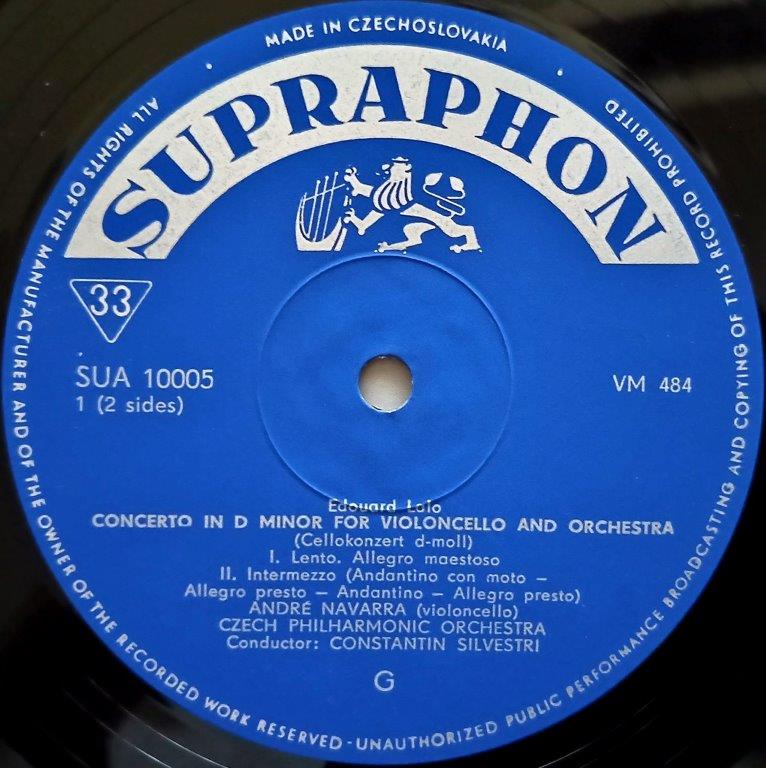 MADE IN CZECHOSLOVAKIA
SUPRAPHON
33
SUA 10005
1 (2 sides)
VM 484
Edouard Lalo
CONCERTO IN D MINOR FOR VIOLONCELLO AND ORCHESTRA
(Cellokonzert d-moll)
I. Lento. Allegro maestoso
II. Intermezzo (Andantino con moto –
Allegro presto – Andantino – Allegro presto)
ANDRÉ NAVARRA (violoncello)
CZECH PHILHARMONIC ORCHESTRA
Conductor: CONSTANTIN SILVESTRI
G
ALL RIGHTS OF THE MANUFACTURER AND OF THE OWNER OF THE RECORDED WORK RESERVED - UNAUTHORIZED PUBLIC PERFORMANCE BROADCASTING AND COPYING OF THIS RECORD PROHIBITED